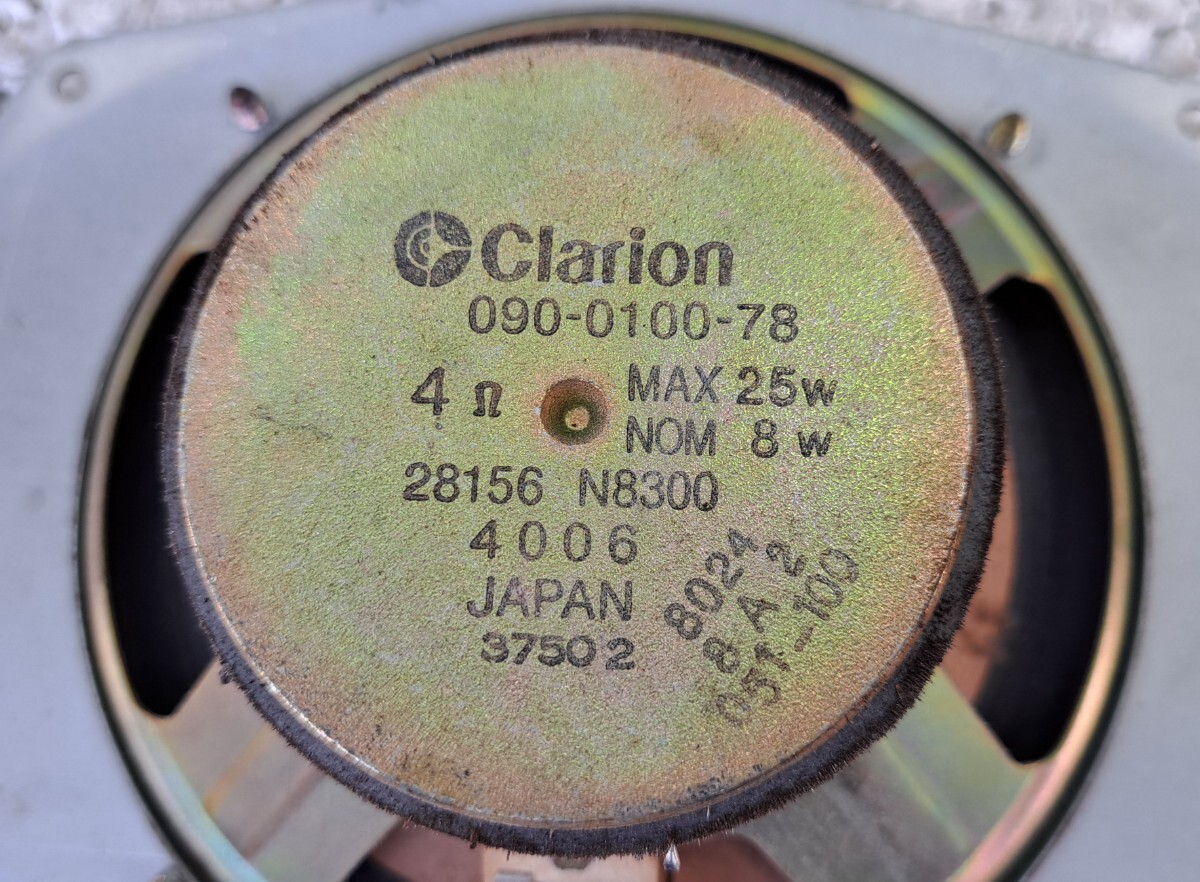 Clarion
090-0100-78
4 Ω MAX 25w
NOM 8 w
28156 N8300
4006
JAPAN
37502
8024
8 A 2
051-100